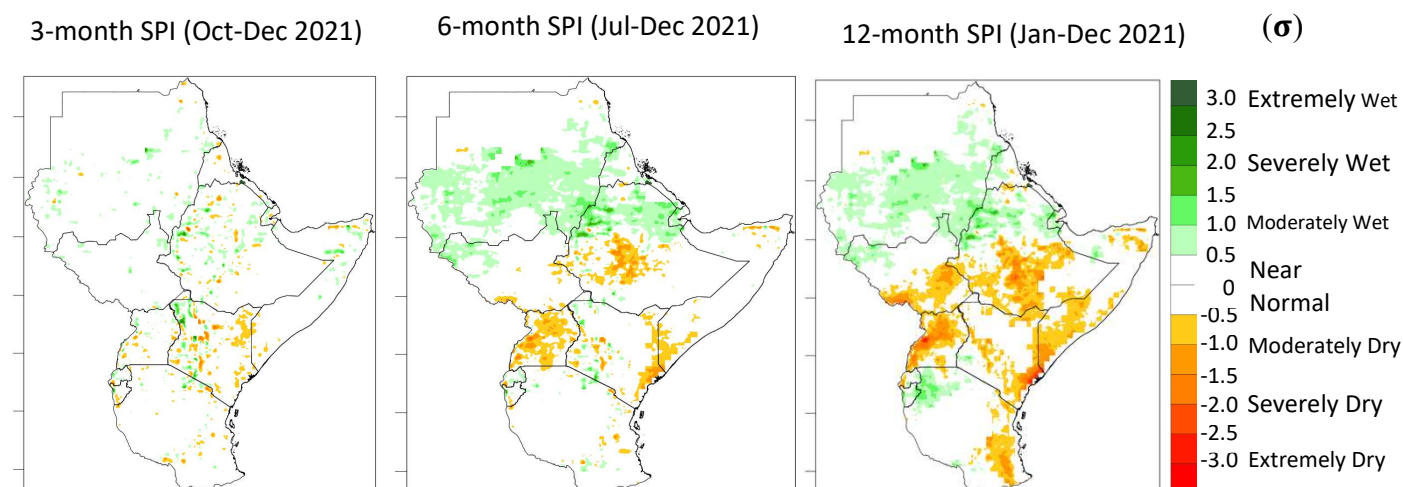 3-month SPI (Oct-Dec 2021)
6-month SPI (Jul-Dec 2021)
12-month SPI (Jan-Dec 2021)
(σ)
3.0 Extremely Wet
2.5
2.0 Severely Wet
1.5
1.0 Moderately Wet
0.5
Near
0
Normal
-0.5
-1.0 Moderately Dry
-1.5
-2.0 Severely Dry
-2.5
-3.0 Extremely Dry